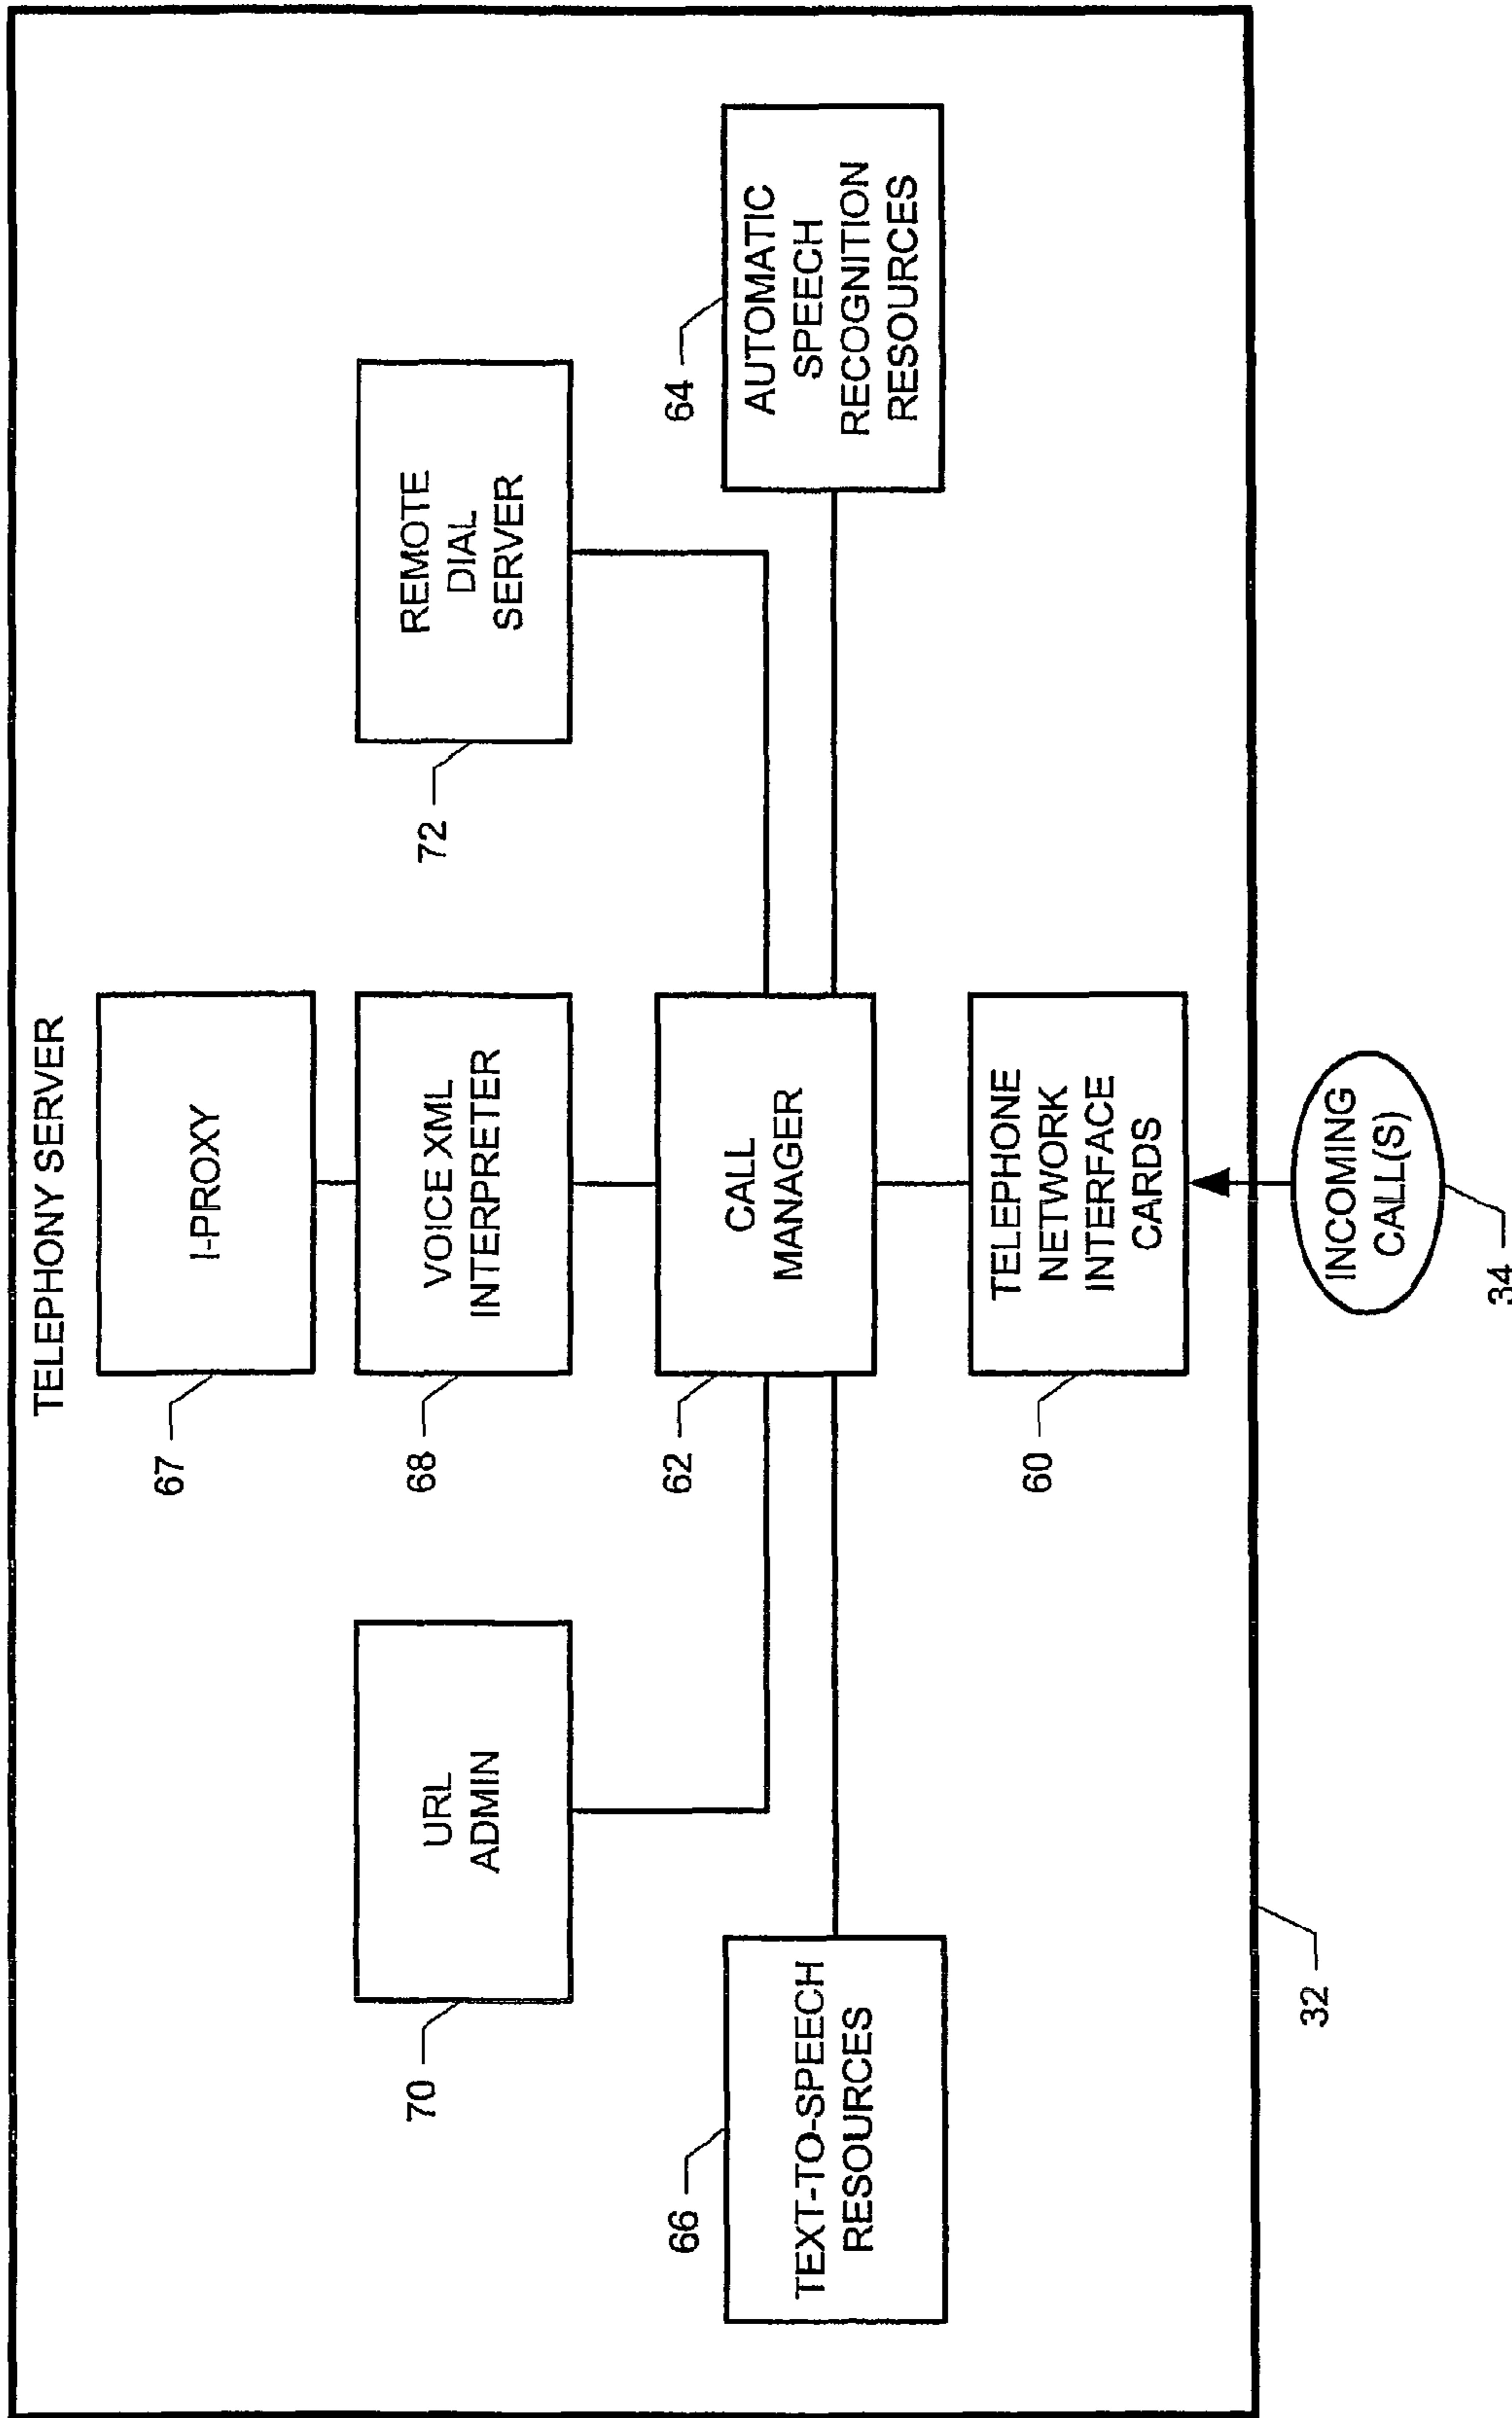 TELEPHONY SERVER
I-PROXY
67
URL
ADMIN
70
VOICE XML
INTERPRETER
68
REMOTE
DIAL
SERVER
72
TEXT-TO-SPEECH
RESOURCES
66
CALL
MANAGER
62
AUTOMATIC
SPEECH
RECOGNITION
RESOURCES
64
TELEPHONE
NETWORK
INTERFACE
CARDS
60
32
INCOMING
CALL(S)
34